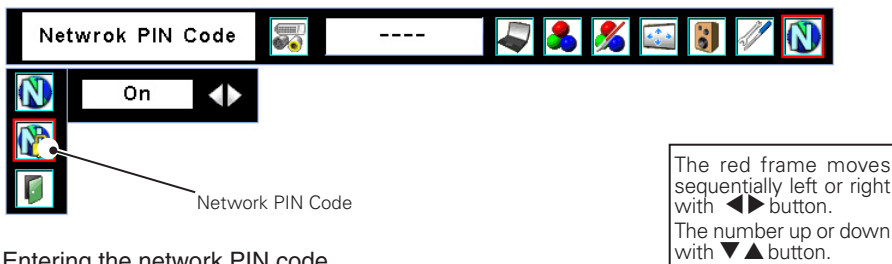 Netwrok PIN Code
----
On
Network PIN Code
The red frame moves
sequentially left or right
with ◀▶ button.
The number up or down
with ▼▲ button.
Entering the network PIN code